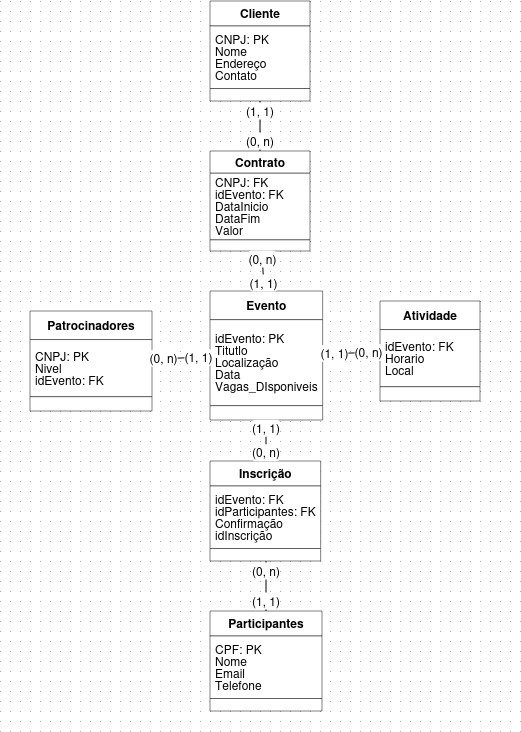 Cliente
CNPJ: PK
Nome
Endereço
Contato
(1, 1)
(0, n)
Contrato
CNPJ: FK
idEvento: FK
DataInicio
DataFim
Valor
(0, n)
(1, 1)
Evento
idEvento: PK
Titutlo
Localização
Data
Vagas_DIsponiveis
Patrocinadores
CNPJ: PK
Nivel
idEvento: FK
(0, n)
(1, 1)
(1, 1)
(0, n)
Atividade
idEvento: FK
Horario
Local
(1, 1)
(0, n)
Inscrição
idEvento: FK
idParticipantes: FK
Confirmação
idInscrição
(0, n)
(1, 1)
Participantes
CPF: PK
Nome
Email
Telefone